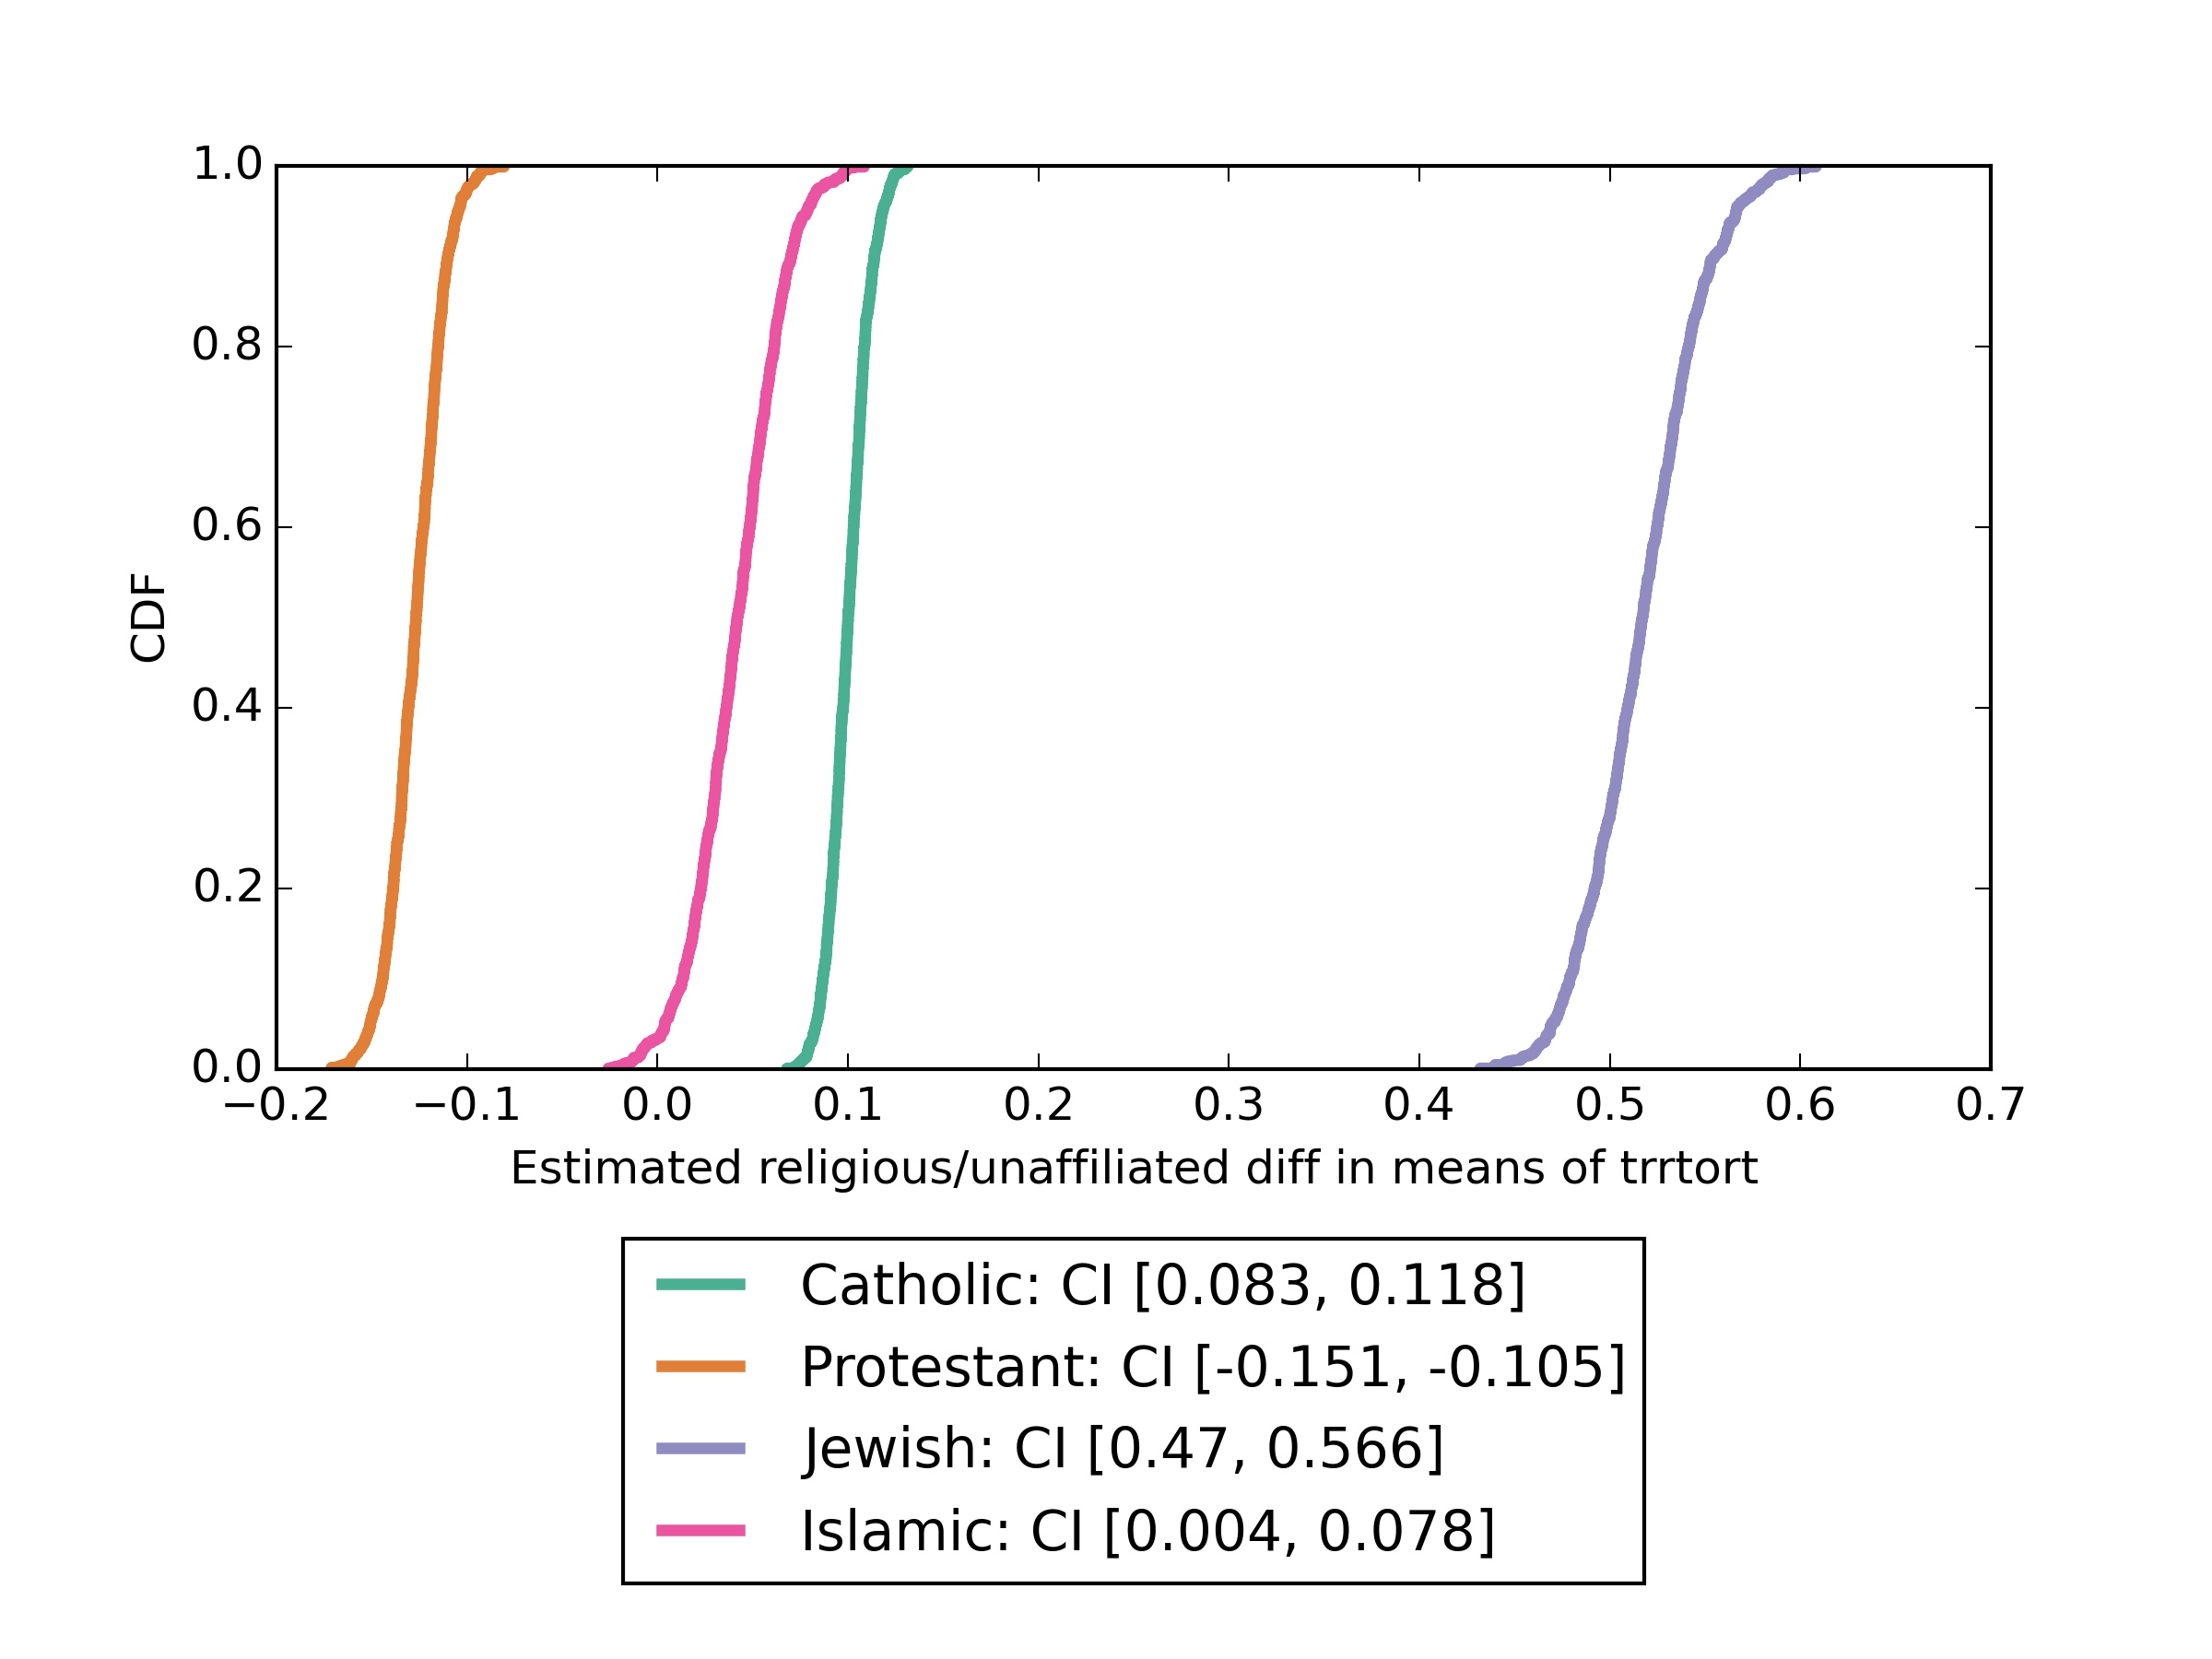 1.0
0.8
0.6
0.4
0.2
0.0
CDF
−0.2 −0.1 0.0 0.1 0.2 0.3 0.4 0.5 0.6 0.7
Estimated religious/unaffiliated diff in means of trrtort
Catholic: CI [0.083, 0.118]
Protestant: CI [-0.151, -0.105]
Jewish: CI [0.47, 0.566]
Islamic: CI [0.004, 0.078]